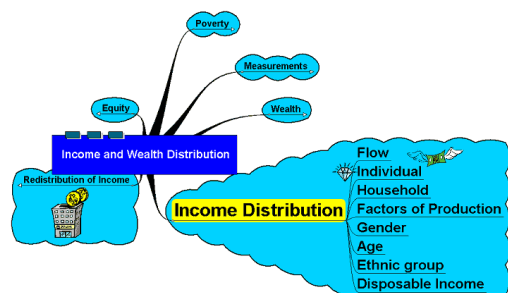 Poverty
Measurements
Equity
Wealth
Income and Wealth Distribution
Redistribution of Income
Income Distribution
Flow
Individual
Household
Factors of Production
Gender
Age
Ethnic group
Disposable Income